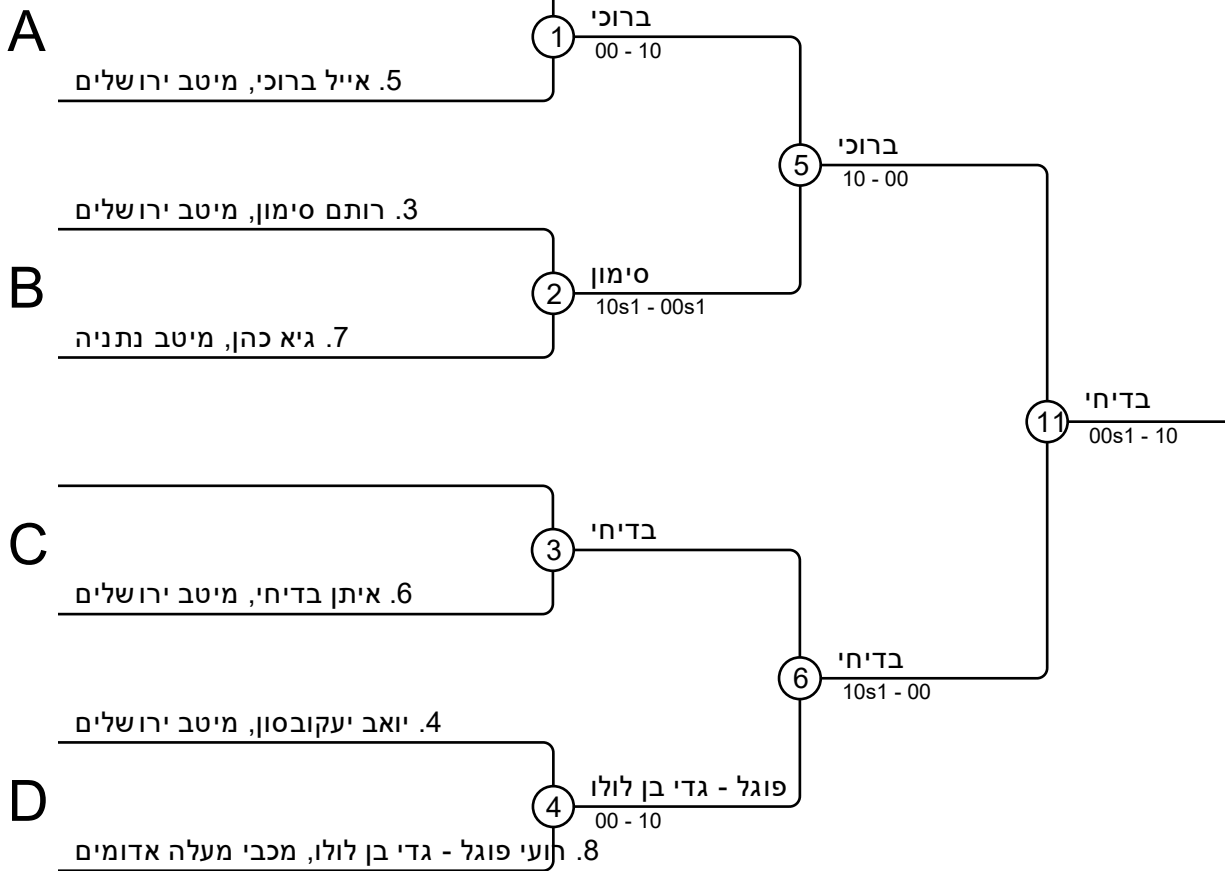 A
1
ברוכי
00 - 10
5. אייל ברוכי, מיטב ירושלים
5
ברוכי
10 - 00
3. רותם סימון, מיטב ירושלים
B
2
סימון
10s1 - 00s1
7. גיא כהן, מיטב נתניה
11
בדיחי
00s1 - 10
C
3
בדיחי
6. איתן בדיחי, מיטב ירושלים
6
בדיחי
10s1 - 00
4. יואב יעקובסון, מיטב ירושלים
D
4
פוגל - גדי בן לולו
00 - 10
8. רועי פוגל - גדי בן לולו, מכבי מעלה אדומים